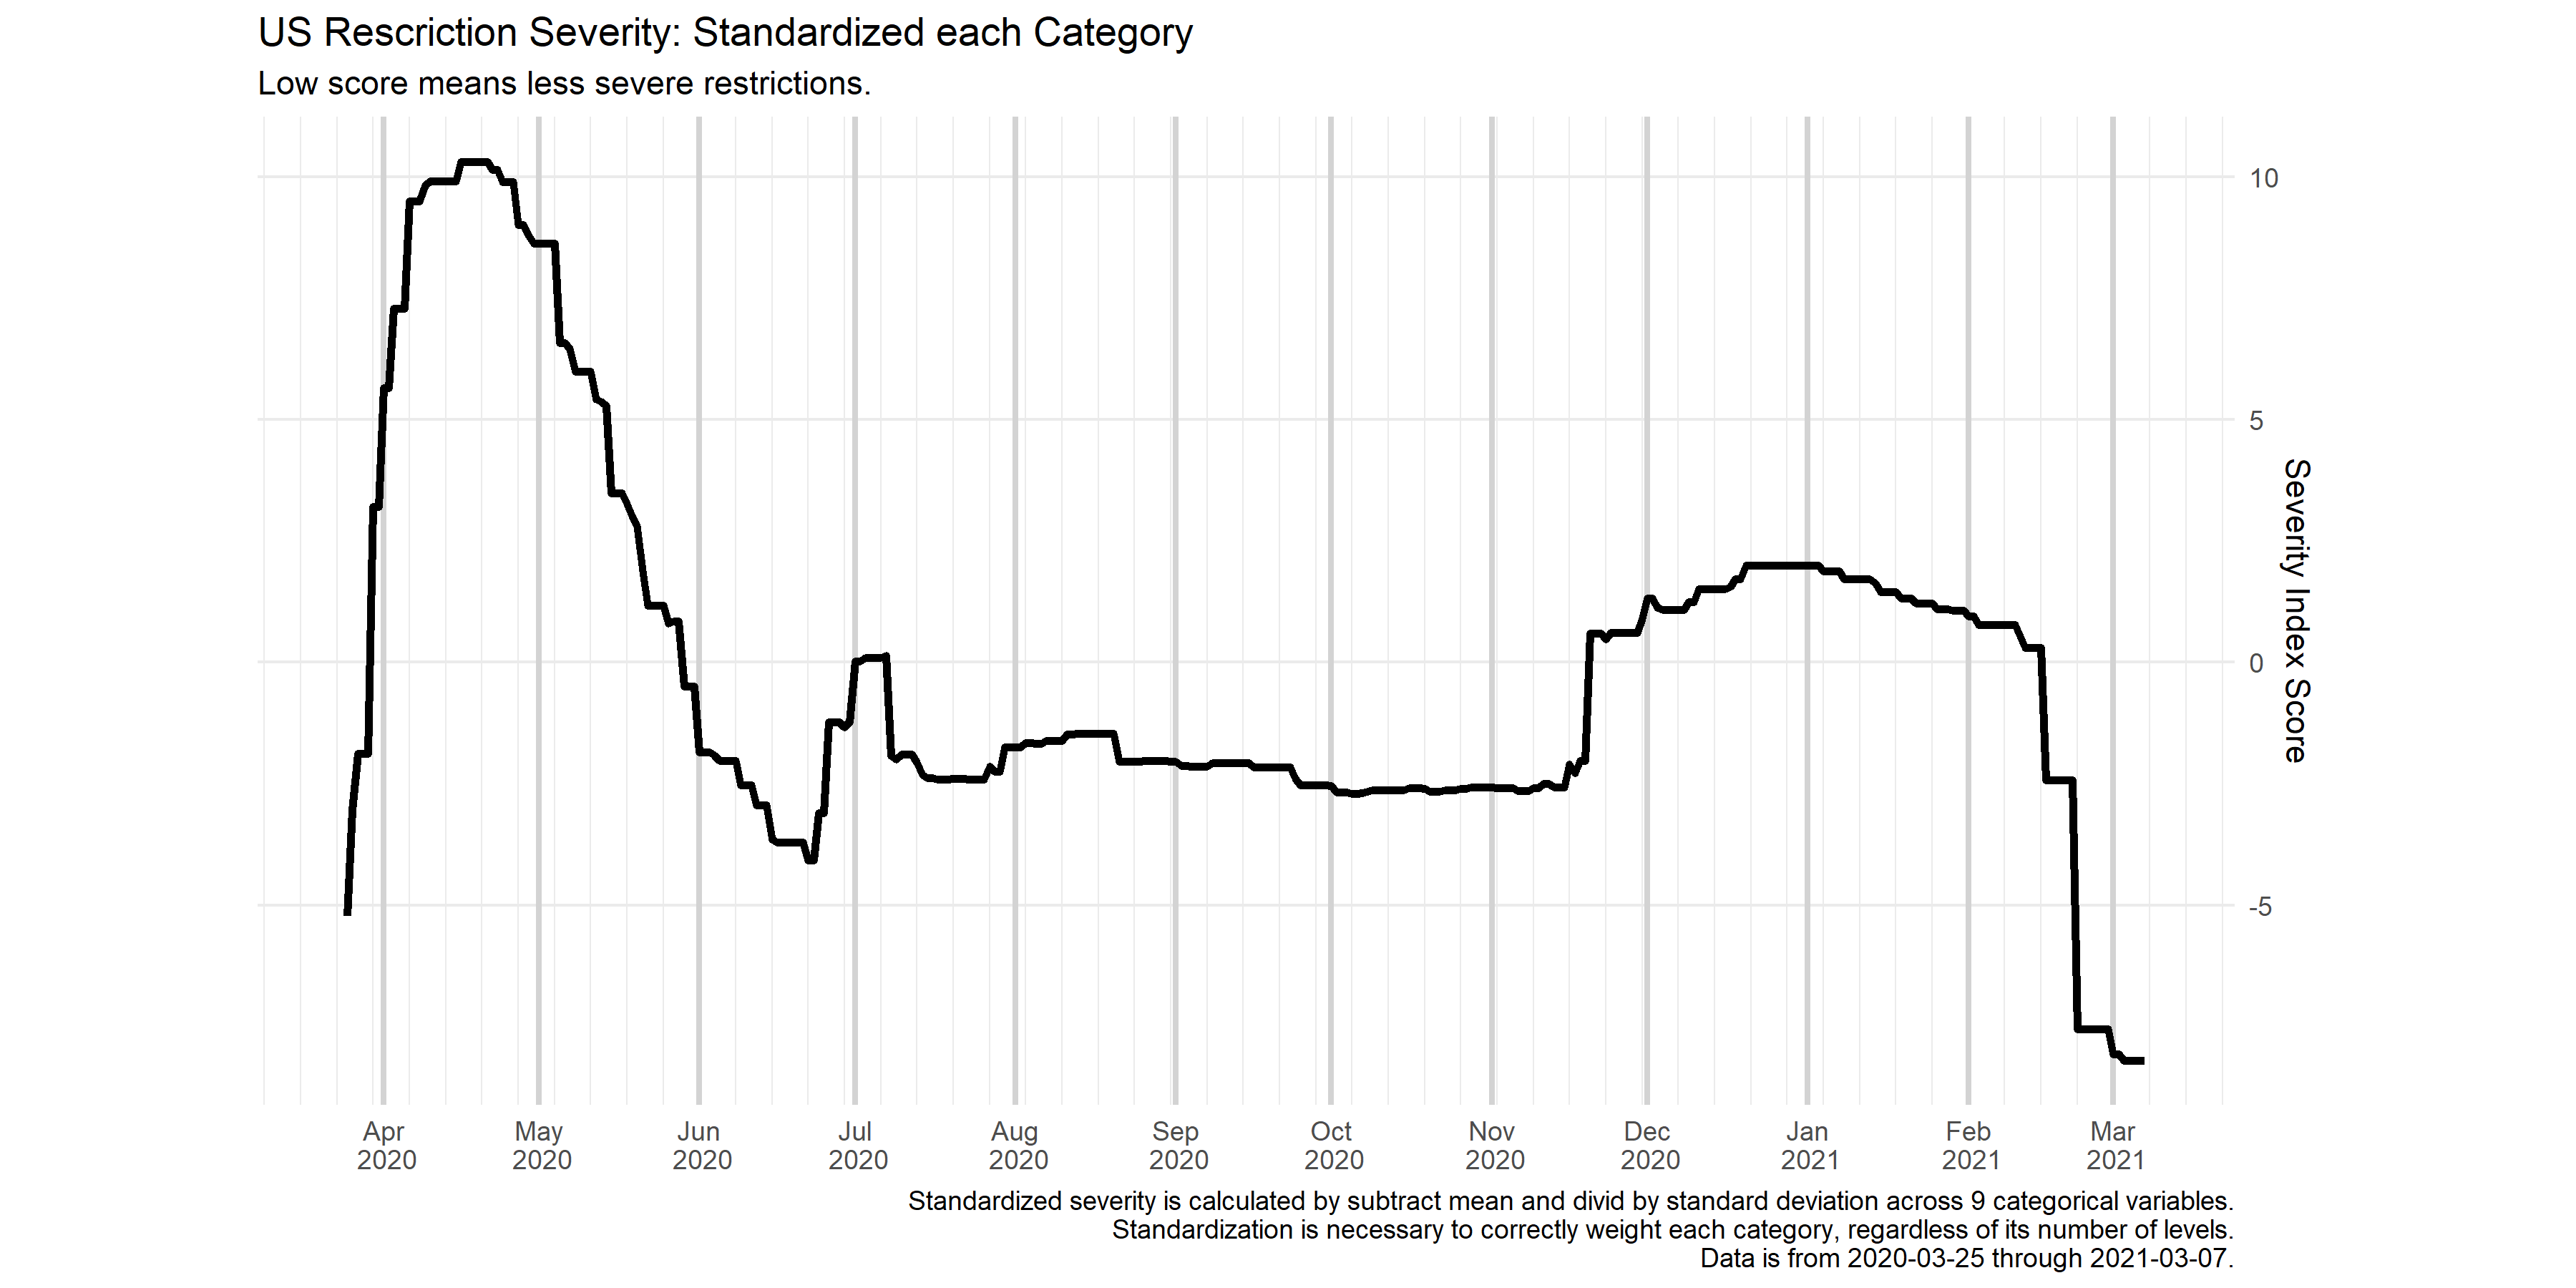 US Rescriction Severity: Standardized each Category
Low score means less severe restrictions.
10
5
0
-5
Severity Index Score
Apr
2020
May
2020
Jun
2020
Jul
2020
Aug
2020
Sep
2020
Oct
2020
Nov
2020
Dec
2020
Jan
2021
Feb
2021
Mar
2021
Standardized severity is calculated by subtract mean and divid by standard deviation across 9 categorical variables.
Standardization is necessary to correctly weight each category, regardless of its number of levels.
Data is from 2020-03-25 through 2021-03-07.